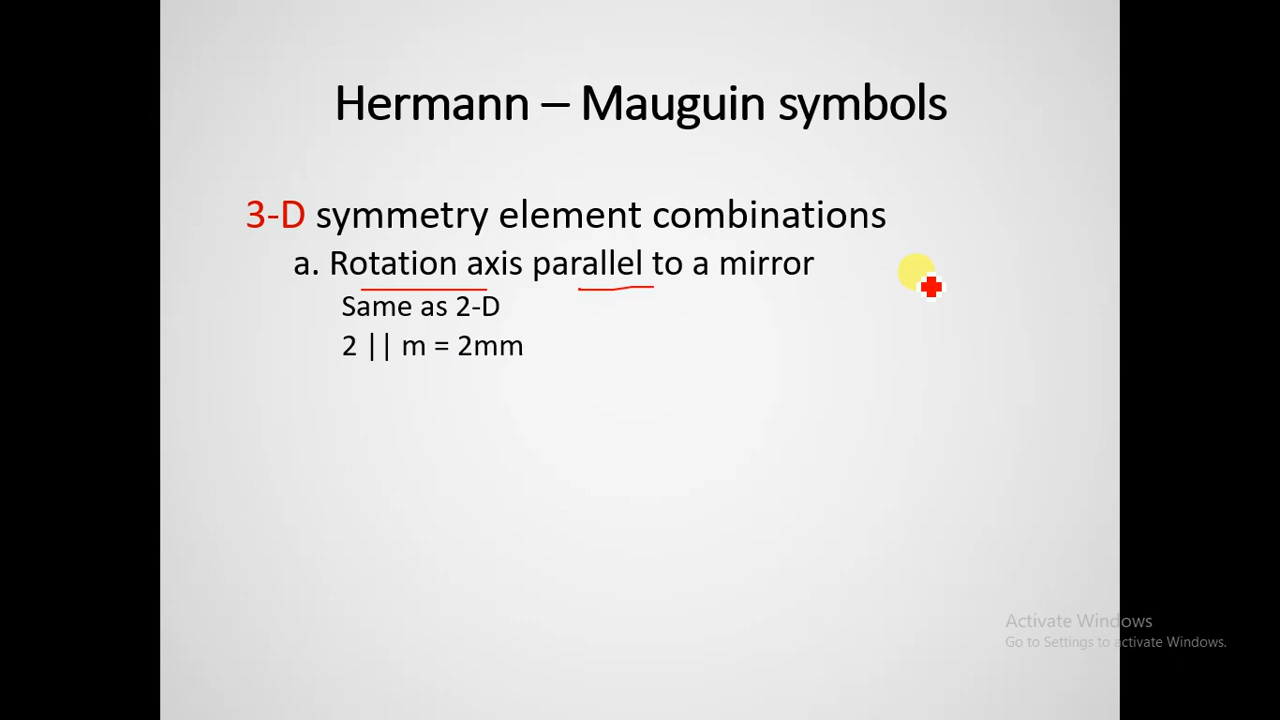 Hermann – Mauguin symbols
3-D symmetry element combinations
a. Rotation axis parallel to a mirror
Same as 2-D
2 || m = 2mm
Activate Windows
Go to Settings to activate Windows.